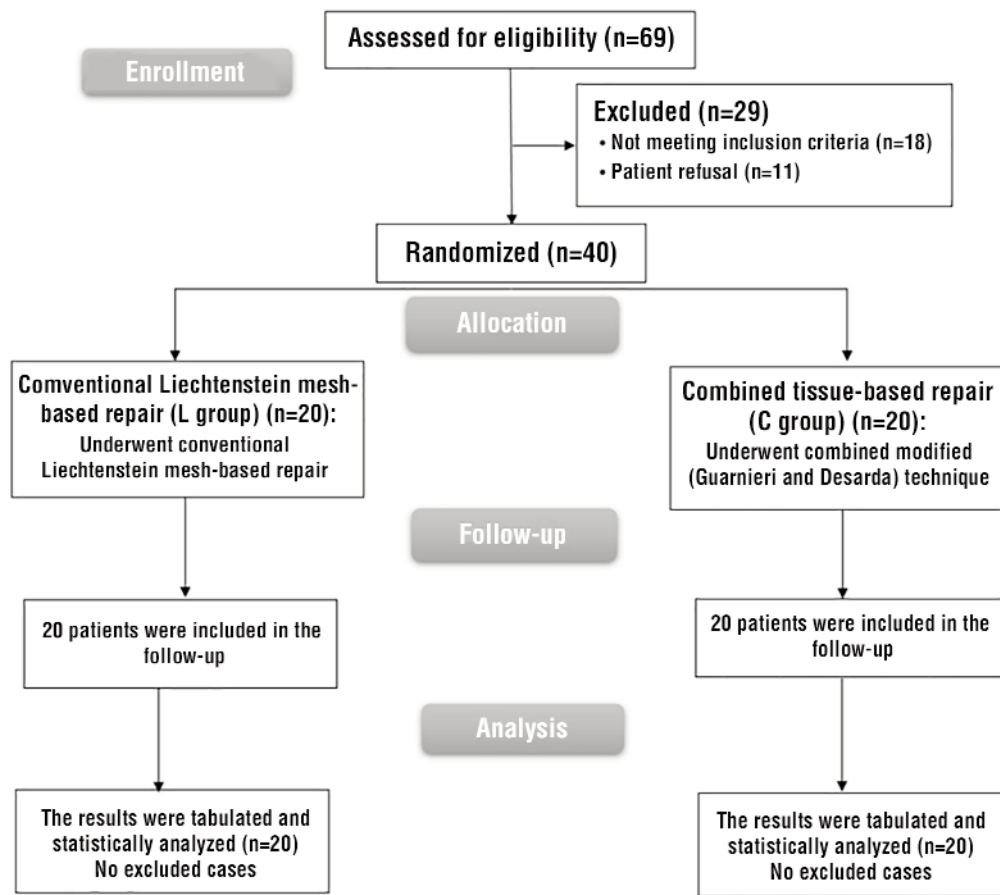 Assessed for eligibility (n=69)
Enrollment
Excluded (n=29)
• Not meeting inclusion criteria (n=18)
• Patient refusal (n=11)
Randomized (n=40)
Allocation
Comventional Liechtenstein mesh-
based repair (L group) (n=20):
Underwent conventional
Liechtenstein mesh-based repair
Combined tissue-based repair
(C group) (n=20):
Underwent combined modified
(Guarnieri and Desarda) technique
Follow-up
20 patients were included in the
follow-up
20 patients were included in the
follow-up
Analysis
The results were tabulated and
statistically analyzed (n=20)
No excluded cases
The results were tabulated and
statistically analyzed (n=20)
No excluded cases